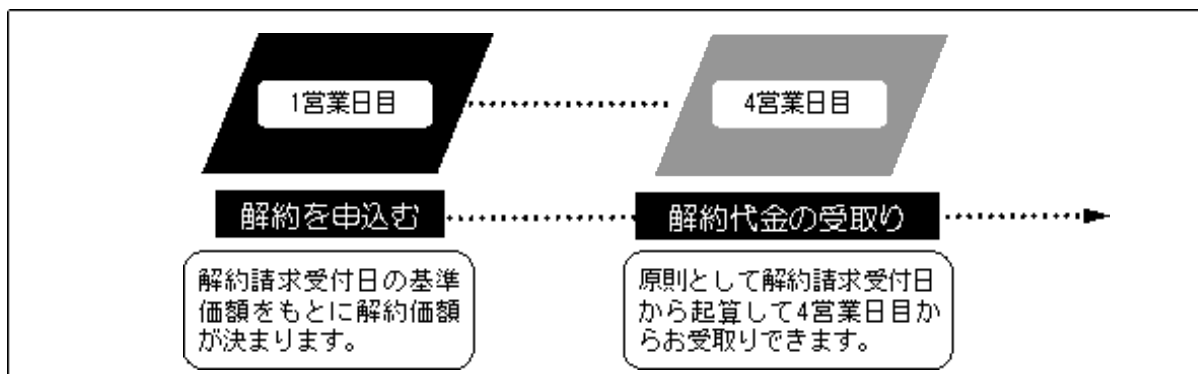 1営業日目
4営業日目
解約を申込む
解約代金の受取り
解約請求受付日の基準
価額をもとに解約価額
が決まります。
原則として解約請求受付日
から起算して4営業日目か
らお受取りできます。